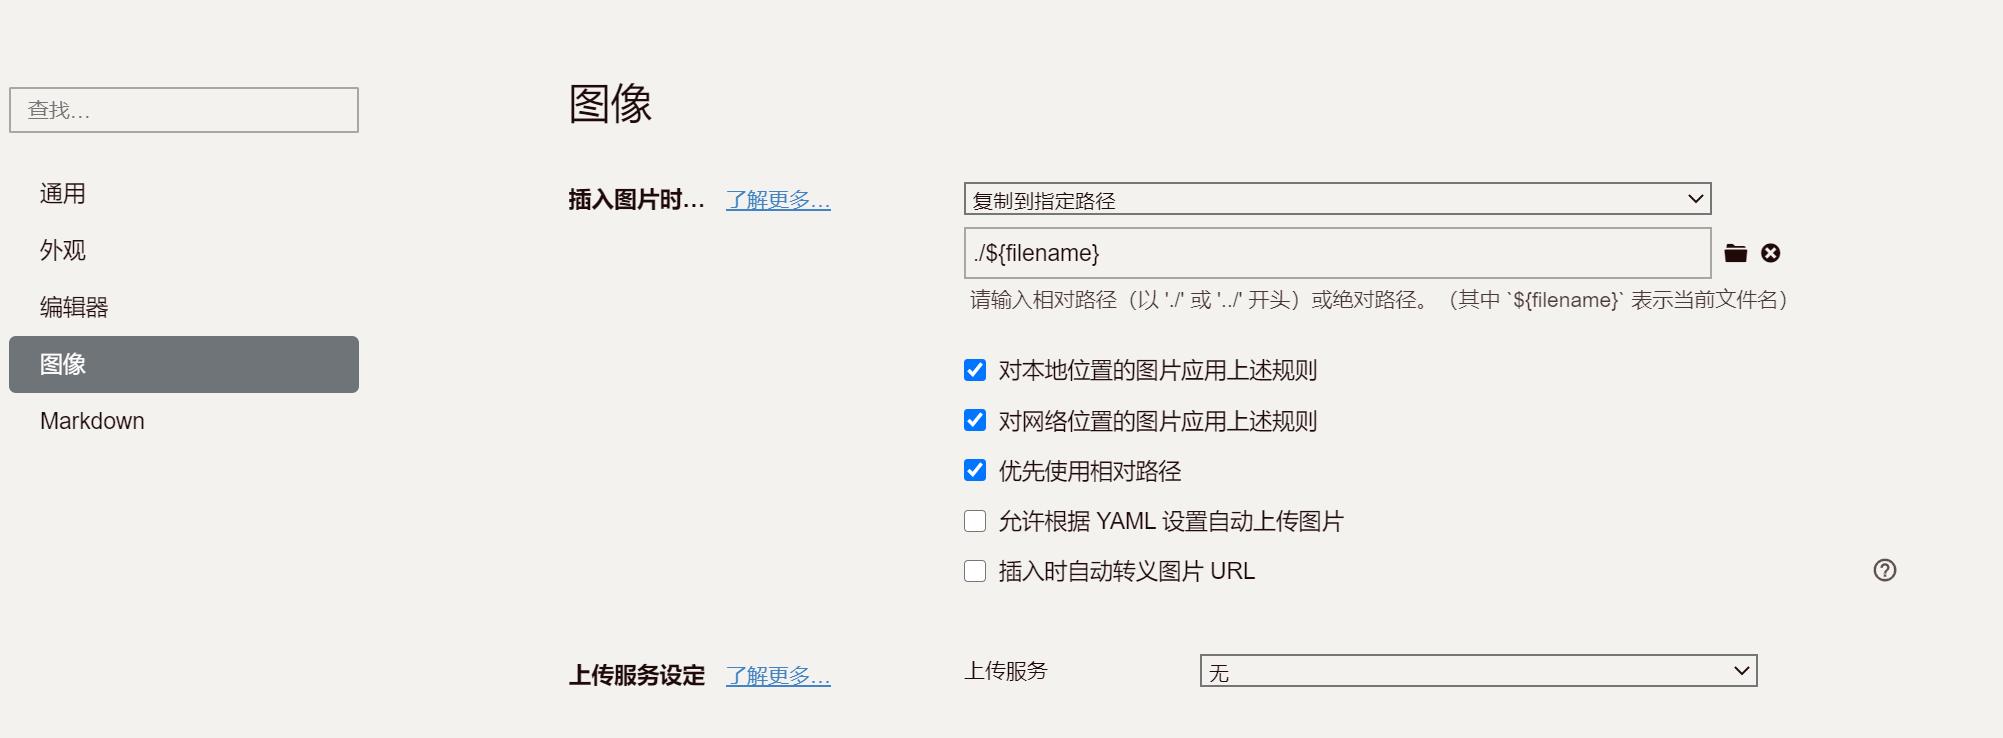 图像
查找…
插入图片时… 了解更多… 复制到指定路径
通用
./${filename}
外观
请输入相对路径（以 './' 或 '../' 开头）或绝对路径。（其中 `${filename}` 表示当前文件名）
编辑器
图像
对本地位置的图片应用上述规则
Markdown
对网络位置的图片应用上述规则
优先使用相对路径
允许根据 YAML 设置自动上传图片
插入时自动转义图片 URL
上传服务设定 了解更多… 上传服务 无